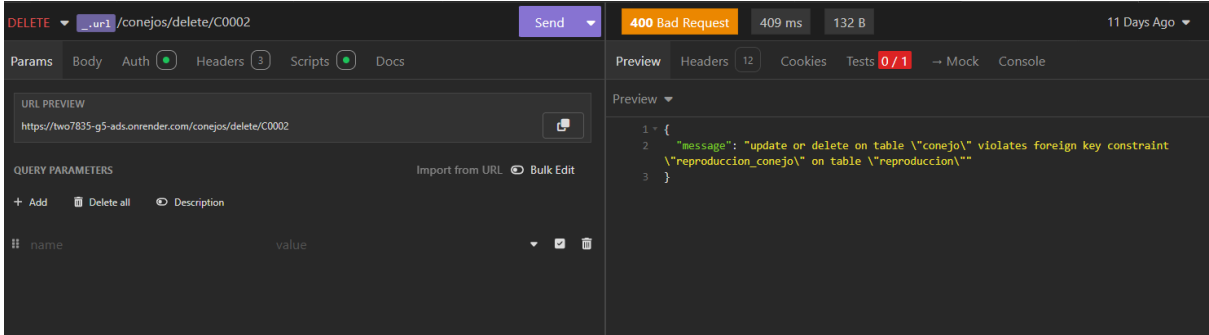 DELETE _.url /conejos/delete/C0002 Send
Params Body Auth Headers 3 Scripts Docs
URL PREVIEW
https://two7835-g5-ads.onrender.com/conejos/delete/C0002
QUERY PARAMETERS Import from URL Bulk Edit
+ Add Delete all Description
name value
400 Bad Request 409 ms 132 B 11 Days Ago
Preview Headers 12 Cookies Tests 0 / 1 → Mock Console
Preview
1 {
2 "message": "update or delete on table \"conejo\" violates foreign key constraint
\"reproduccion_conejo\" on table \"reproduccion\""
3 }